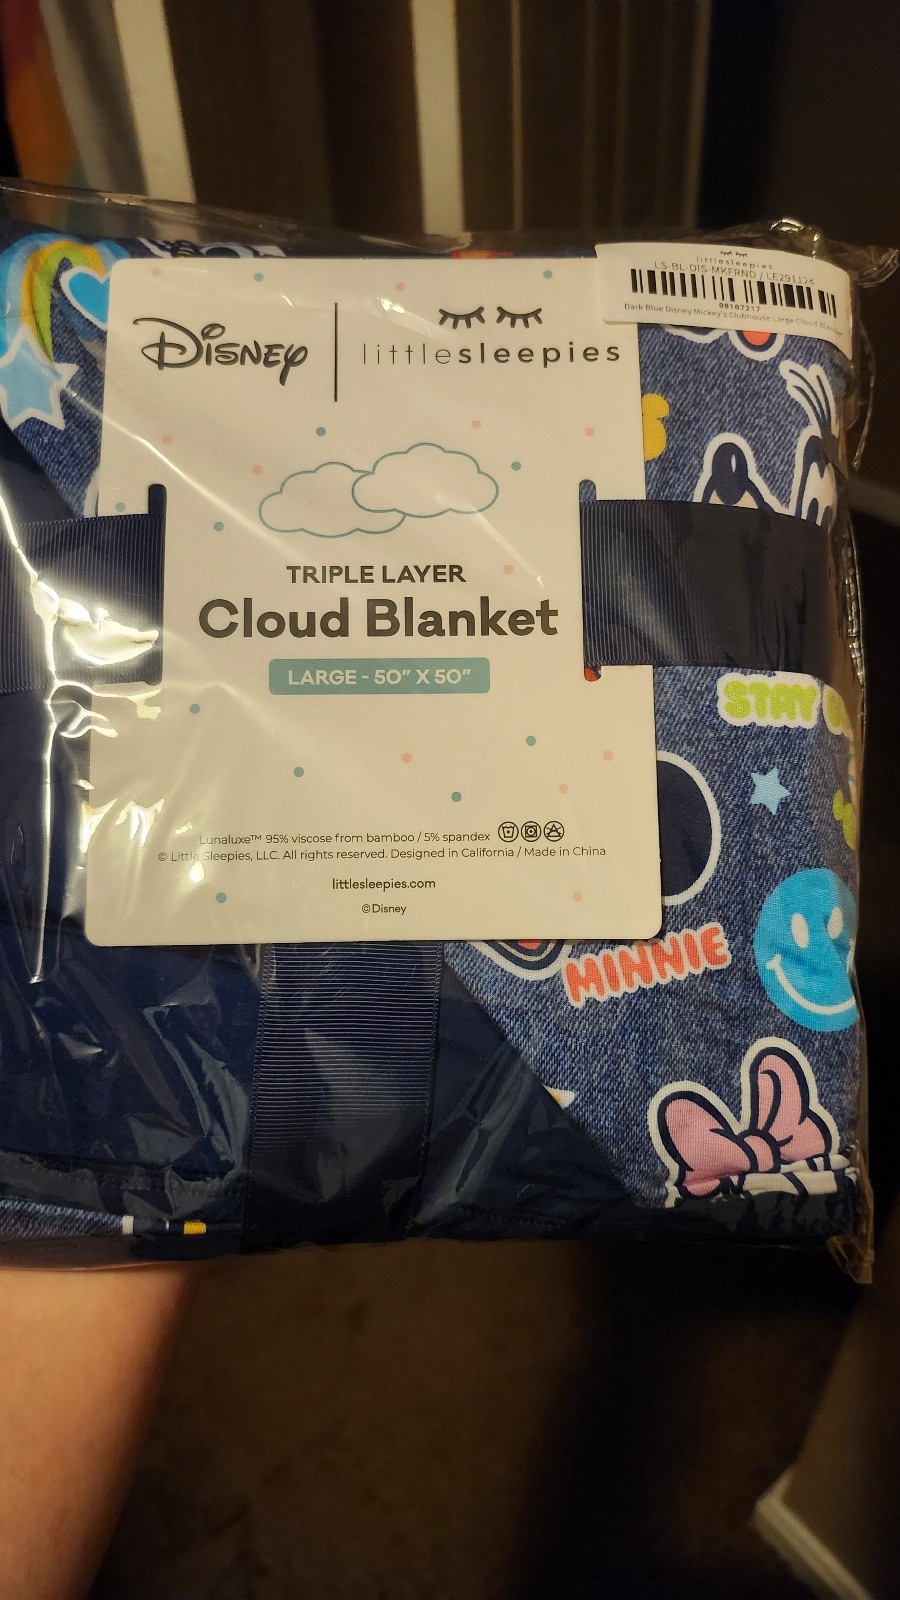 littlesleepies
LS-BL-DIS-MKFRND / LE291124
98187217
Dark Blue Disney Mickey's Clubhouse Large Cloud Blanket
Disney
littlesleepies
TRIPLE LAYER
Cloud Blanket
LARGE - 50" X 50"
STAY
Lunaluxe™ 95% viscose from bamboo / 5% spandex
© Little Sleepies, LLC. All rights reserved. Designed in California / Made in China
littlesleepies.com
©Disney
MINNIE